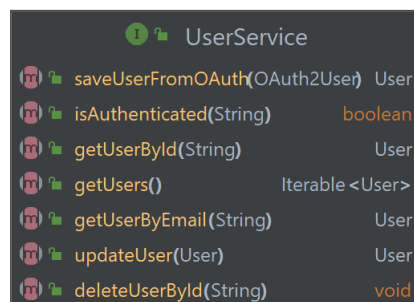 I UserService
m saveUserFromOAuth(OAuth2User) User
m isAuthenticated(String) boolean
m getUserById(String) User
m getUsers() Iterable<User>
m getUserByEmail(String) User
m updateUser(User) User
m deleteUserById(String) void